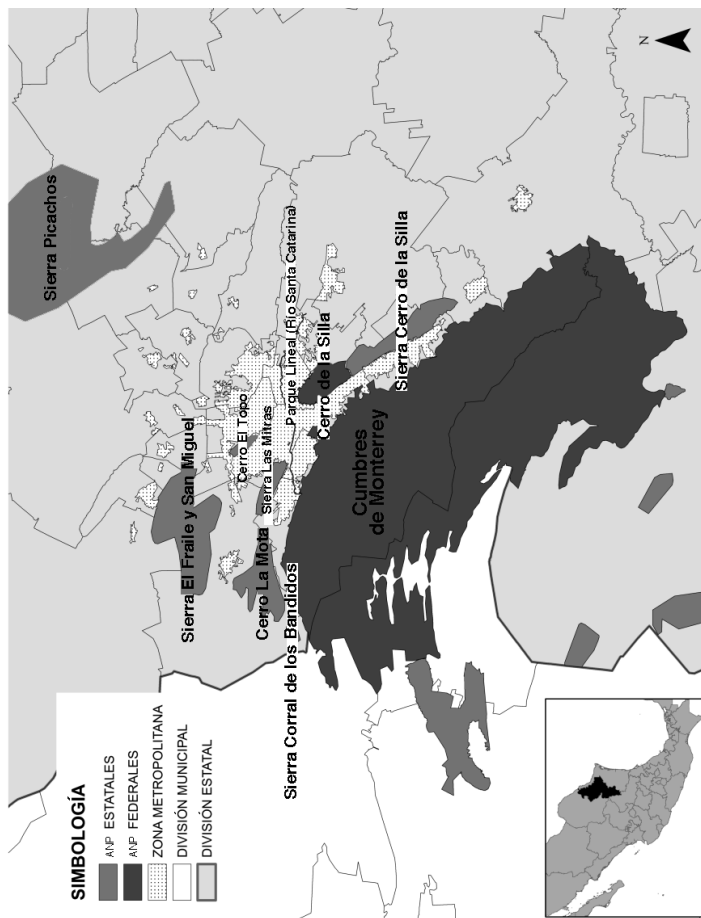 N
Sierra Picachos
Parque Lineal (Río Santa Catarina)
Sierra Cerro de la Silla
Cerro de la Silla
Cerro El Topo
Sierra Las Mitras
Sierra El Fraile y San Miguel
Cumbres
de Monterrey
Cerro La Mota
Sierra Corral de los Bandidos
SIMBOLOGÍA
ANP ESTATALES
ANP FEDERALES
ZONA METROPOLITANA
DIVISIÓN MUNICIPAL
DIVISIÓN ESTATAL